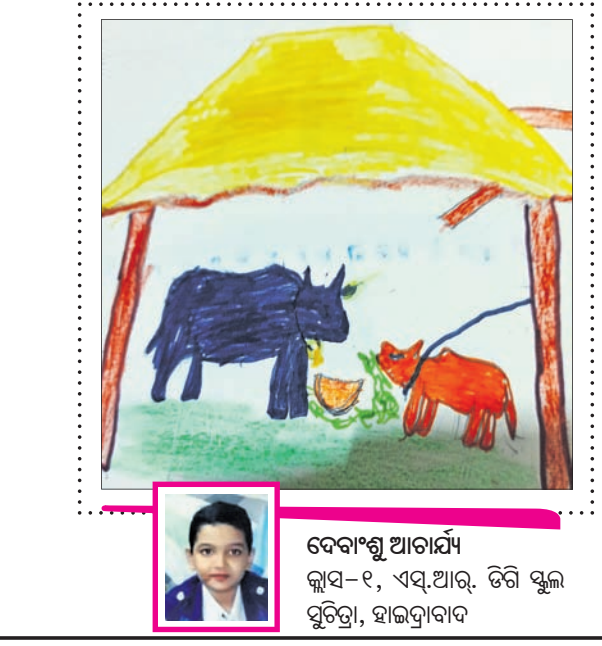 ଦେବାଂଶୁ ଆଚାର୍ଯ୍ୟ
କ୍ଲାସ-୧, ଏସ୍.ଆର୍. ଡିଗି ସ୍କୁଲ
ସୁଚିତ୍ରା, ହାଇଦ୍ରାବାଦ